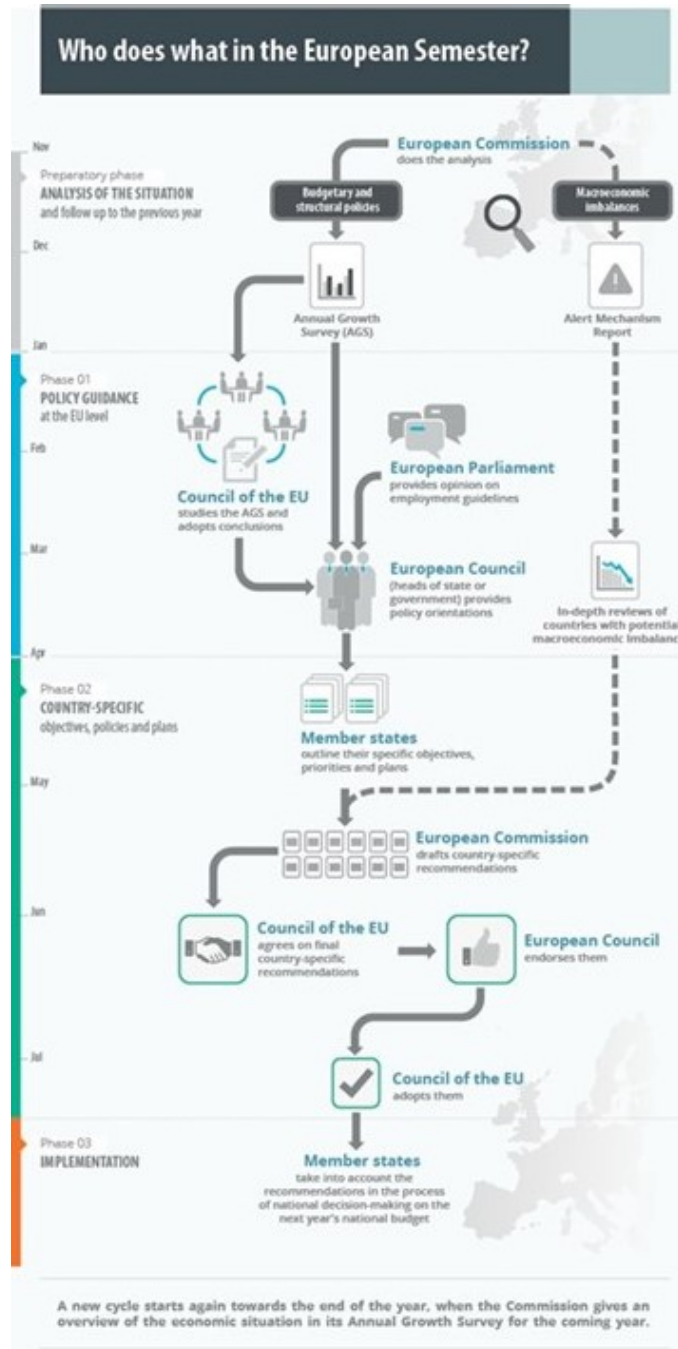 Who does what in the European Semester?
Nov
Preparatory phase
ANALYSIS OF THE SITUATION
and follow up to the previous year
European Commission
does the analysis
Budgetary and
structural policies
Macroeconomic
imbalances
Dec
Annual Growth
Survey (AGS)
Alert Mechanism
Report
Jan
Phase 01
POLICY GUIDANCE
at the EU level
Feb
European Parliament
provides opinion on
employment guidelines
Council of the EU
studies the AGS and
adopts conclusions
Mar
European Council
(heads of state or
government) provides
policy orientations
In-depth reviews of
countries with potentia
macroeconomic imbalanc
Apr
Phase 02
COUNTRY-SPECIFIC
objectives, policies and plans
Member states
outline their specific objectives,
priorities and plans
May
European Commission
drafts country-specific
recommendations
Jun
Council of the EU
agrees on final
country-specific
recommendations
European Council
endorses them
Jul
Council of the EU
adopts them
Phase 03
IMPLEMENTATION
Member states
take into account the
recommendations in the process
of national decision-making on the
next year's national budget
A new cycle starts again towards the end of the year, when the Commission gives an
overview of the economic situation in its Annual Growth Survey for the coming year.